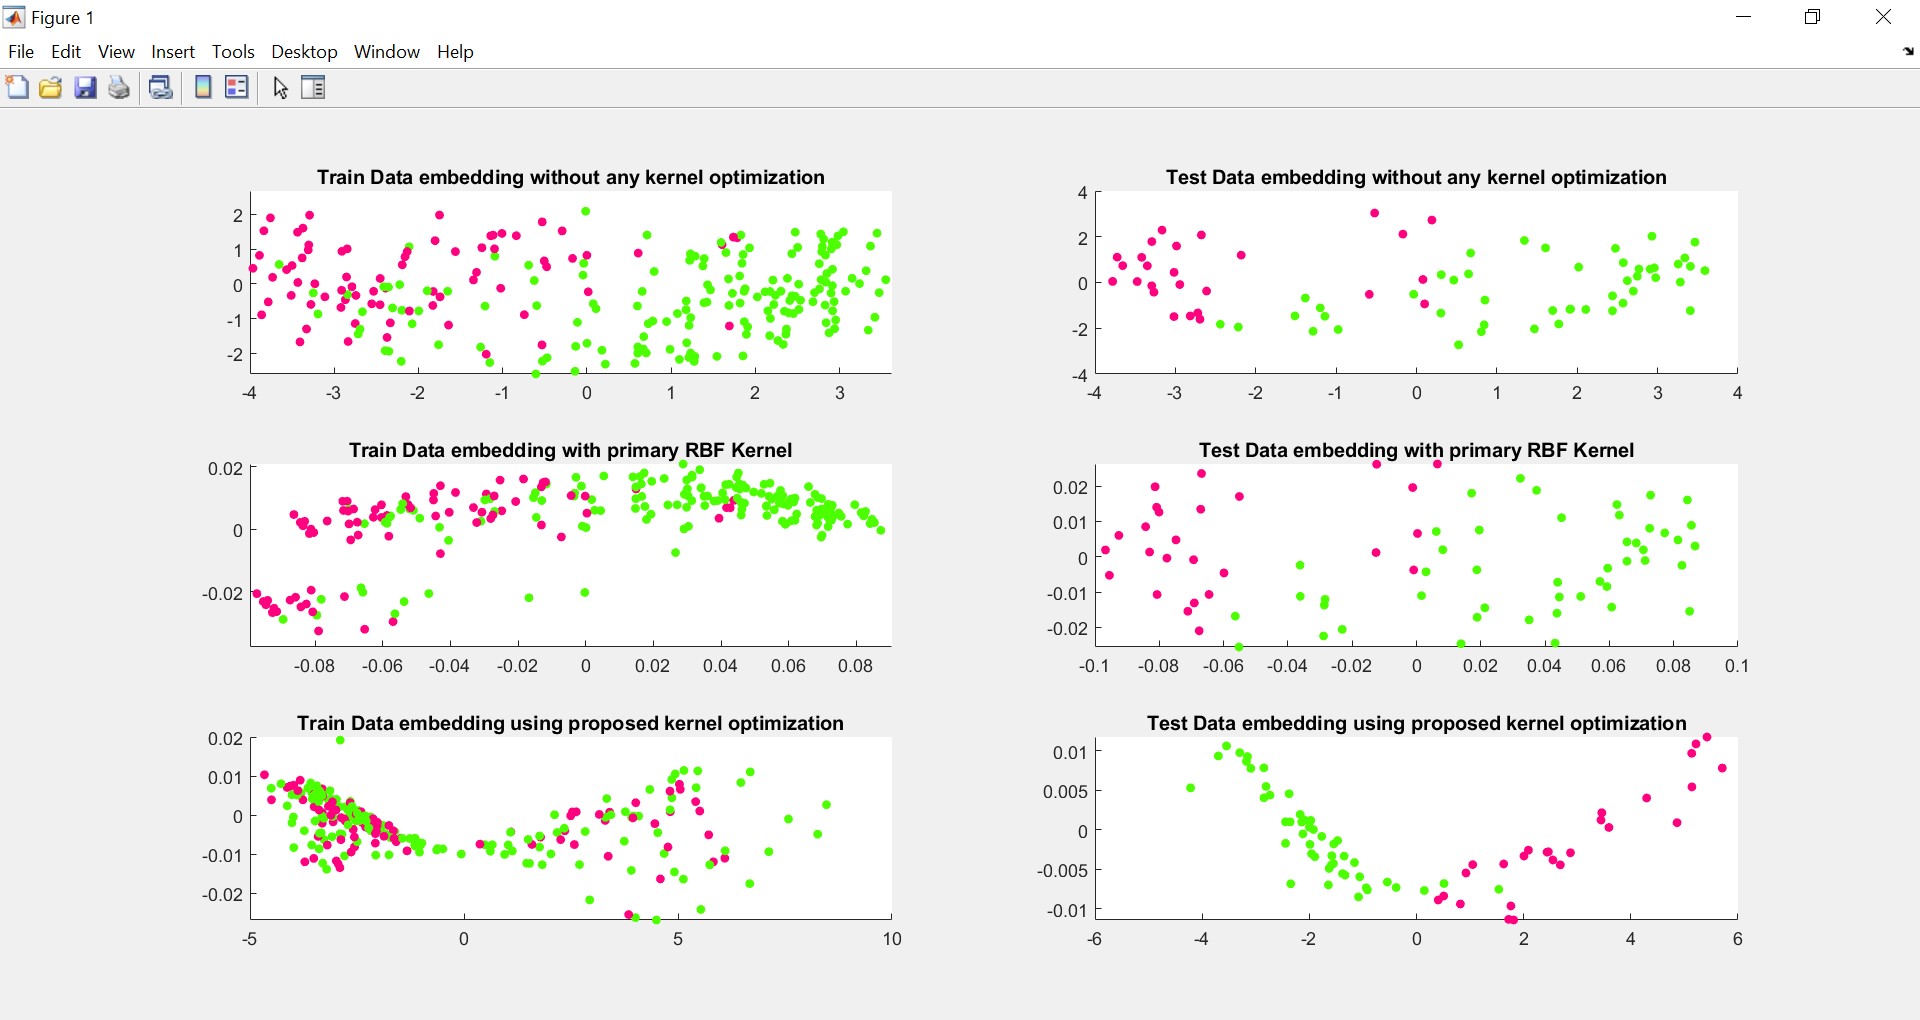 Figure 1
File Edit View Insert Tools Desktop Window Help
Train Data embedding without any kernel optimization
2
1
0
-1
-2
-4 -3 -2 -1 0 1 2 3
Test Data embedding without any kernel optimization
4
2
0
-2
-4
-4 -3 -2 -1 0 1 2 3 4
Train Data embedding with primary RBF Kernel
0.02
0
-0.02
-0.08 -0.06 -0.04 -0.02 0 0.02 0.04 0.06 0.08
Test Data embedding with primary RBF Kernel
0.02
0.01
0
-0.01
-0.02
-0.1 -0.08 -0.06 -0.04 -0.02 0 0.02 0.04 0.06 0.08 0.1
Train Data embedding using proposed kernel optimization
0.02
0.01
0
-0.01
-0.02
-5 0 5 10
Test Data embedding using proposed kernel optimization
0.01
0.005
0
-0.005
-0.01
-6 -4 -2 0 2 4 6